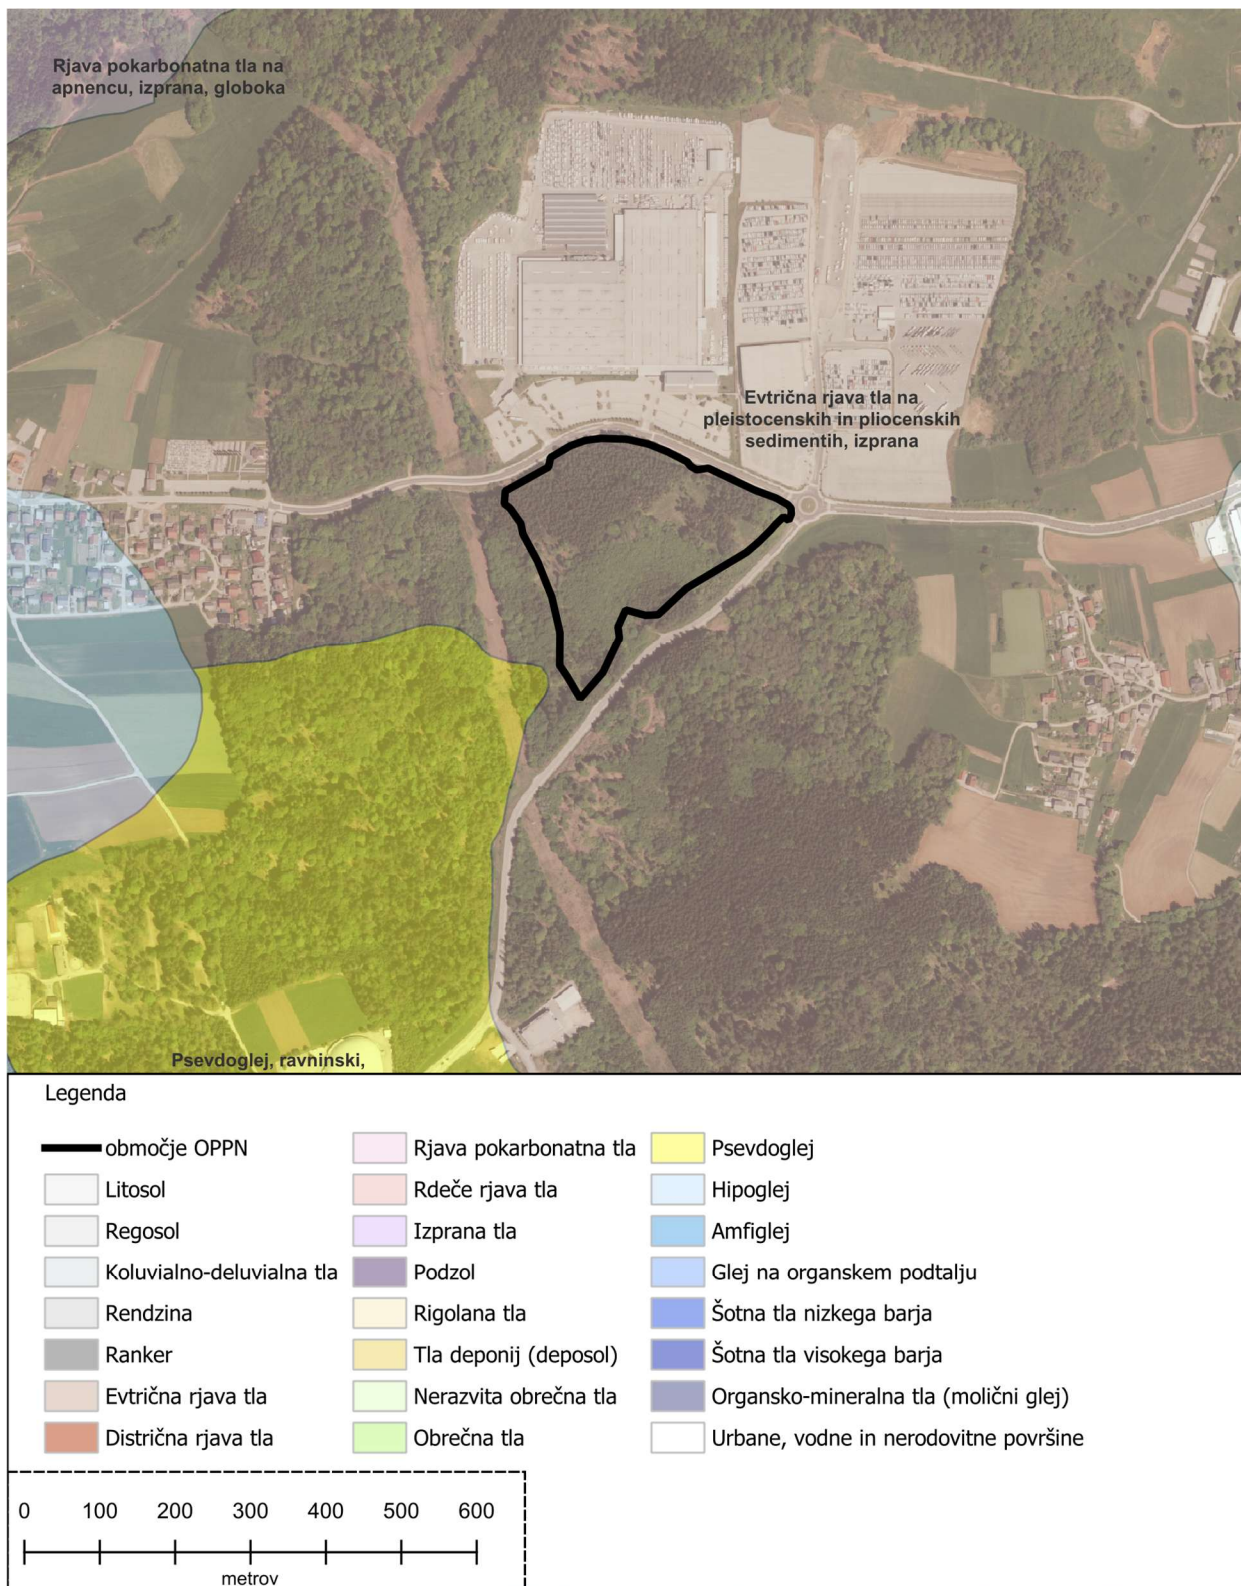 Rjava pokarbonatna tla na
apnencu, izprana, globoka
Evtrična rjava tla na
pleistocenskih in pliocenskih
sedimentih, izprana
Psevdoglej, ravninski,
Legenda
območje OPPN
Litosol
Regosol
Koluvialno-deluvialna tla
Rendzina
Ranker
Evtrična rjava tla
Distrična rjava tla
Rjava pokarbonatna tla
Rdeče rjava tla
Izprana tla
Podzol
Rigolana tla
Tla deponij (deposol)
Nerazvita obrečna tla
Obrečna tla
Psevdoglej
Hipoglej
Amfiglej
Glej na organskem podtalju
Šotna tla nizkega barja
Šotna tla visokega barja
Organsko-mineralna tla (molični glej)
Urbane, vodne in nerodovitne površine
0 100 200 300 400 500 600
metrov